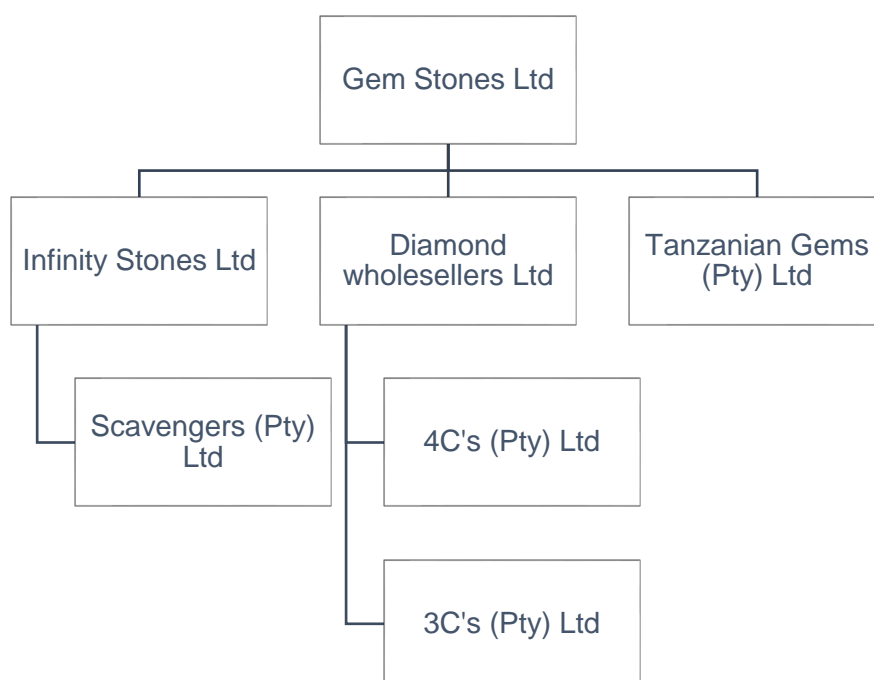 Gem Stones Ltd
Infinity Stones Ltd
Diamond
wholesellers Ltd
Tanzanian Gems
(Pty) Ltd
Scavengers (Pty)
Ltd
4C's (Pty) Ltd
3C's (Pty) Ltd